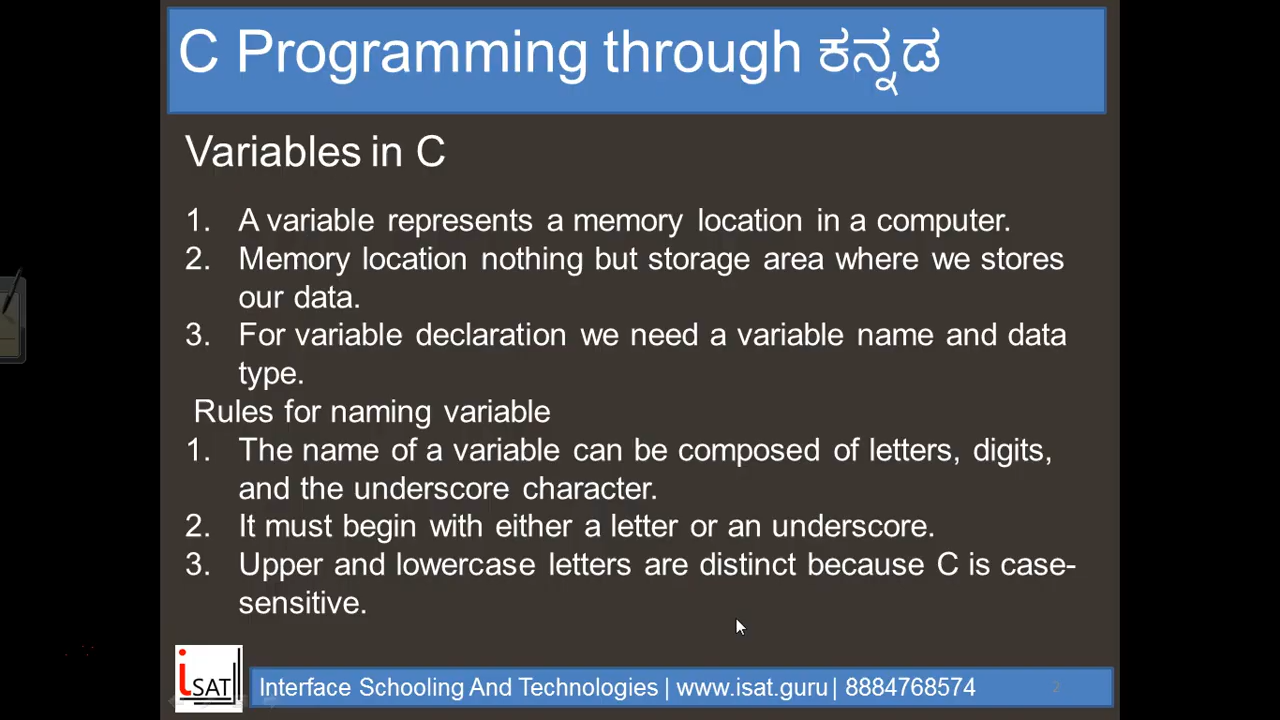 C Programming through ಕನ್ನಡ
Variables in C
1. A variable represents a memory location in a computer.
2. Memory location nothing but storage area where we stores
our data.
3. For variable declaration we need a variable name and data
type.
Rules for naming variable
1. The name of a variable can be composed of letters, digits,
and the underscore character.
2. It must begin with either a letter or an underscore.
3. Upper and lowercase letters are distinct because C is case-
sensitive.
iSAT
Interface Schooling And Technologies | www.isat.guru | 8884768574
2